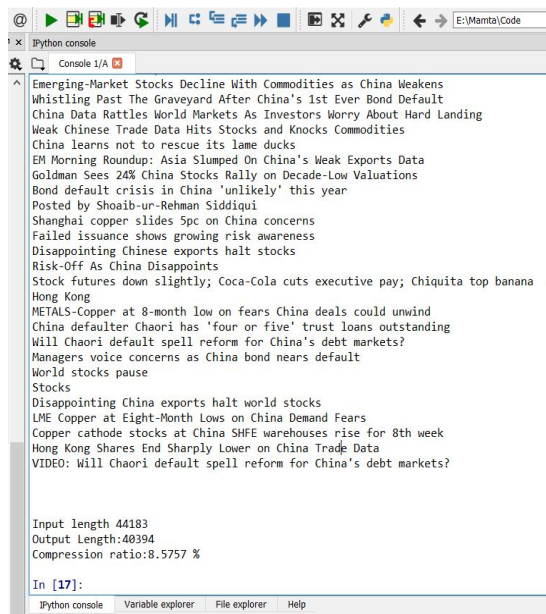 E:\Mamta\Code
IPython console
Console 1/A
Emerging-Market Stocks Decline With Commodities as China Weakens
Whistling Past The Graveyard After China's 1st Ever Bond Default
China Data Rattles World Markets As Investors Worry About Hard Landing
Weak Chinese Trade Data Hits Stocks and Knocks Commodities
China learns not to rescue its lame ducks
EM Morning Roundup: Asia Slumped On China's Weak Exports Data
Goldman Sees 24% China Stocks Rally on Decade-Low Valuations
Bond default crisis in China 'unlikely' this year
Posted by Shoaib-ur-Rehman Siddiqui
Shanghai copper slides 5pc on China concerns
Failed issuance shows growing risk awareness
Disappointing Chinese exports halt stocks
Risk-Off As China Disappoints
Stock futures down slightly; Coca-Cola cuts executive pay; Chiquita top banana
Hong Kong
METALS-Copper at 8-month low on fears China deals could unwind
China defaulter Chaori has 'four or five' trust loans outstanding
Will Chaori default spell reform for China's debt markets?
Managers voice concerns as China bond nears default
World stocks pause
Stocks
Disappointing China exports halt world stocks
LME Copper at Eight-Month Lows on China Demand Fears
Copper cathode stocks at China SHFE warehouses rise for 8th week
Hong Kong Shares End Sharply Lower on China Trade Data
VIDEO: Will Chaori default spell reform for China's debt markets?
Input length 44183
Output Length:40394
Compression ratio:8.5757 %
In [17]:
IPython console Variable explorer File explorer Help